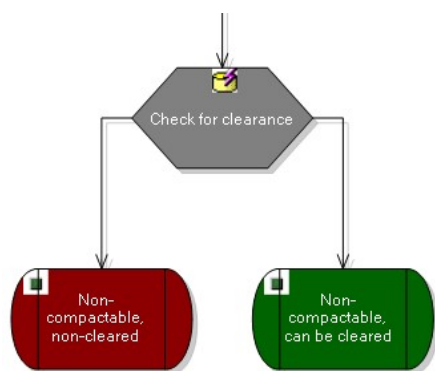 Check for clearance
Non-
compactable,
non-cleared
Non-
compactable,
can be cleared